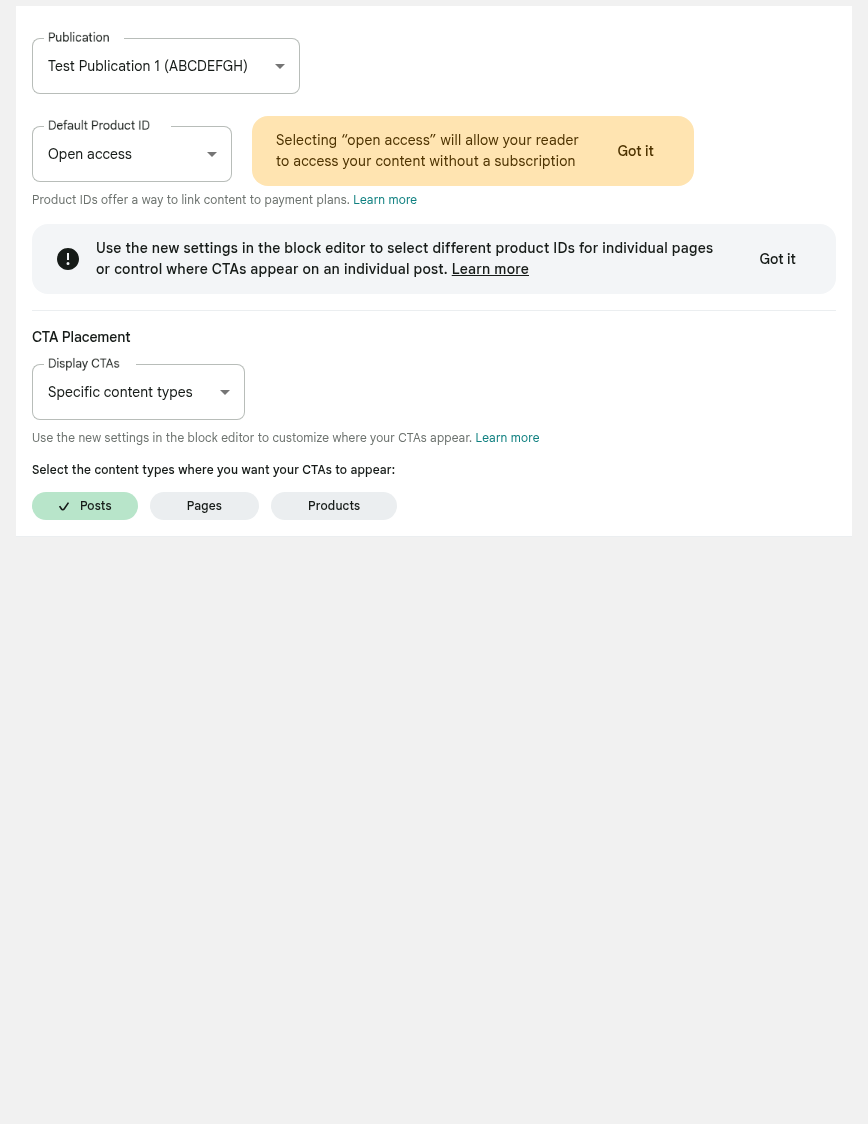 Publication
Test Publication 1 (ABCDEFGH)
Default Product ID
Open access
Selecting “open access” will allow your reader
to access your content without a subscription
Got it
Product IDs offer a way to link content to payment plans. Learn more
Use the new settings in the block editor to select different product IDs for individual pages
or control where CTAs appear on an individual post. Learn more
Got it
CTA Placement
Display CTAs
Specific content types
Use the new settings in the block editor to customize where your CTAs appear. Learn more
Select the content types where you want your CTAs to appear:
Posts
Pages
Products